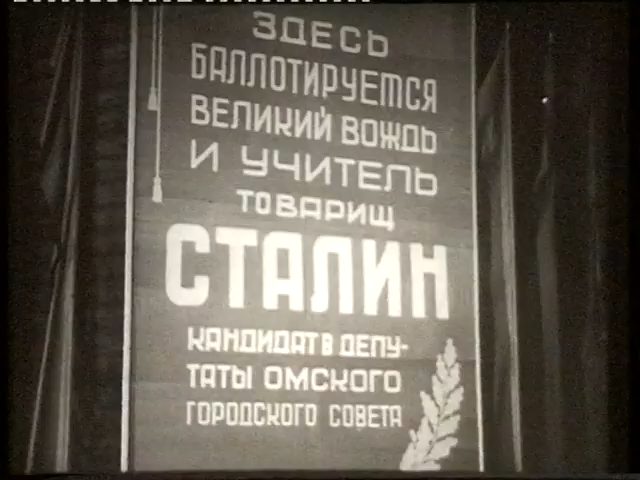 ЗДЕСЬ
БАЛЛОТИРУЕТСЯ
ВЕЛИКИЙ ВОЖДЬ
И УЧИТЕЛЬ
ТОВАРИЩ
СТАЛИН
КАНДИДАТ В ДЕПУ-
ТАТЫ ОМСКОГО
ГОРОДСКОГО СОВЕТА